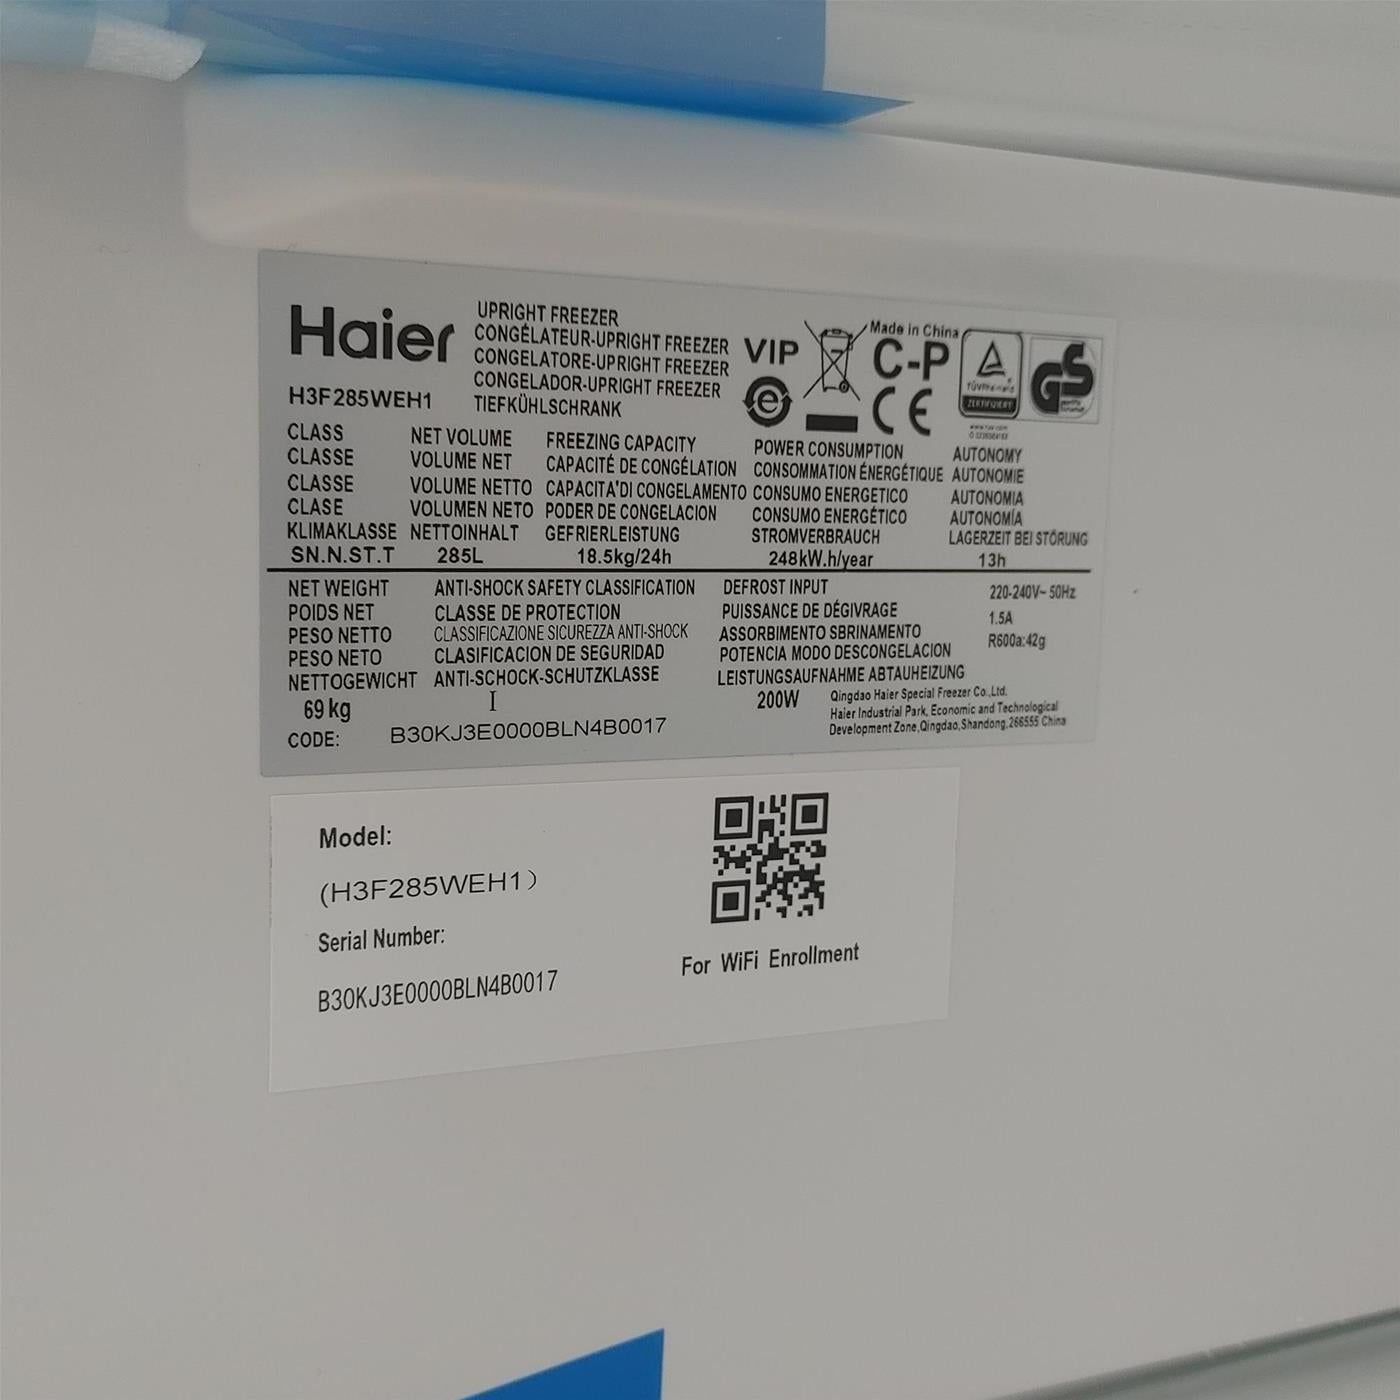 Haier
H3F285WEH1
UPRIGHT FREEZER
CONGÉLATEUR-UPRIGHT FREEZER
CONGELATORE-UPRIGHT FREEZER
CONGELADOR-UPRIGHT FREEZER
TIEFKÜHLSCHRANK
VIP
Made in China
C-P
CE
TÜVRheinland
ZERTIFIZIERT
www.tuv.com
GS
geprüfte
Sicherheit
CLASS NET VOLUME FREEZING CAPACITY POWER CONSUMPTION AUTONOMY
CLASSE VOLUME NET CAPACITÉ DE CONGÉLATION CONSOMMATION ÉNERGÉTIQUE AUTONOMIE
CLASSE VOLUME NETTO CAPACITA'DI CONGELAMENTO CONSUMO ENERGETICO AUTONOMIA
CLASE VOLUMEN NETO PODER DE CONGELACION CONSUMO ENERGÉTICO AUTONOMÍA
KLIMAKLASSE NETTOINHALT GEFRIERLEISTUNG STROMVERBRAUCH LAGERZEIT BEI STÖRUNG
SN.N.ST.T 285L 18.5kg/24h 248kW.h/year 13h
NET WEIGHT ANTI-SHOCK SAFETY CLASSIFICATION DEFROST INPUT 220-240V~ 50Hz
POIDS NET CLASSE DE PROTECTION PUISSANCE DE DÉGIVRAGE 1.5A
PESO NETTO CLASSIFICAZIONE SICUREZZA ANTI-SHOCK ASSORBIMENTO SBRINAMENTO R600a:42g
PESO NETO CLASIFICACION DE SEGURIDAD POTENCIA MODO DESCONGELACION
NETTOGEWICHT ANTI-SCHOCK-SCHUTZKLASSE LEISTUNGSAUFNAHME ABTAUHEIZUNG
69 kg I 200W
Qingdao Haier Special Freezer Co.,Ltd.
Haier Industrial Park, Economic and Technological
Development Zone,Qingdao,Shandong,266555 China
CODE: B30KJ3E0000BLN4B0017
Model:
(H3F285WEH1)
Serial Number:
B30KJ3E0000BLN4B0017
For WiFi Enrollment